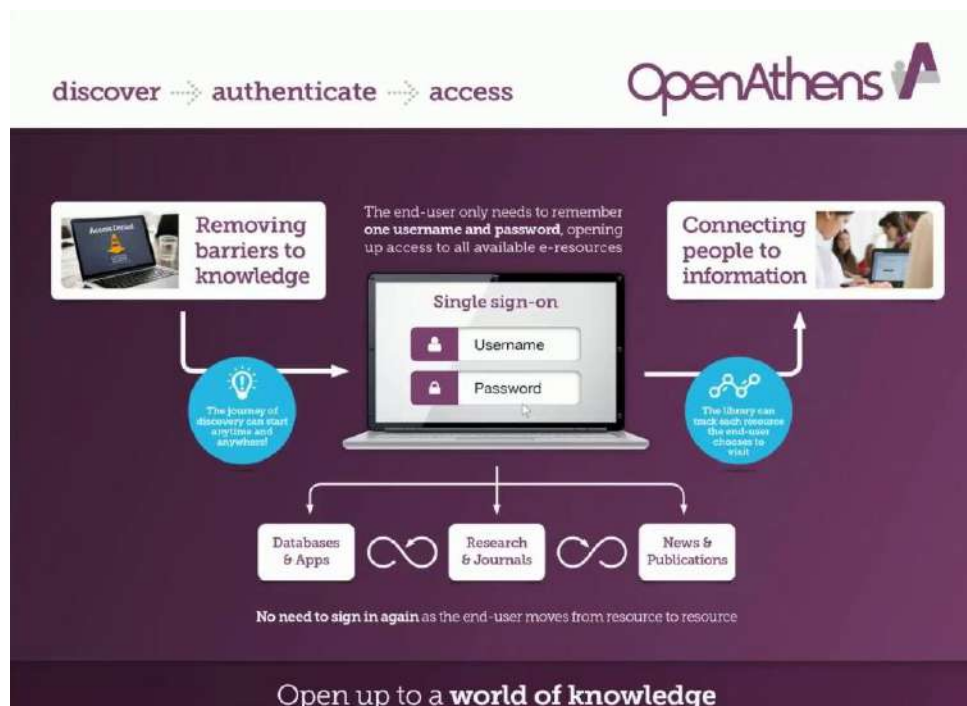 discover authenticate access
OpenAthens
Removing
barriers to
knowledge
Access Denied
The end-user only needs to remember
one username and password, opening
up access to all available e-resources
Connecting
people to
information
Single sign-on
Username
Password
The journey of
discovery can start
anytime and
anywhere!
The library can
track each resource
the end-user
chooses to
visit
Databases
& Apps
Research
& Journals
News &
Publications
No need to sign in again as the end-user moves from resource to resource
Open up to a world of knowledge